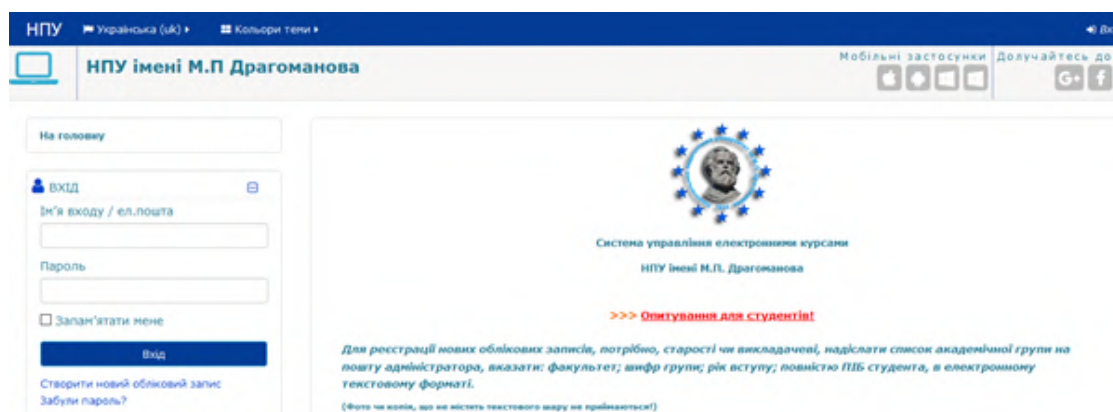 НПУ Українська (uk) Кольори теми Вх
НПУ імені М.П Драгоманова
Мобільні застосунки Долучайтесь до
На головну
ВХІД
Ім'я входу / ел.пошта
Пароль
Запам'ятати мене
Вхід
Створити новий обліковий запис
Забули пароль?
Система управління електронними курсами
НПУ імені М.П. Драгоманова
>>> Опитування для студентів!
Для реєстрації нових облікових записів, потрібно, старості чи викладачеві, надіслати список академічної групи на
пошту адміністратора, вказати: факультет; шифр групи; рік вступу; повністю ПІБ студента, в електронному
текстовому форматі.
(Фото чи копія, що не містить текстового шару не приймаються!)